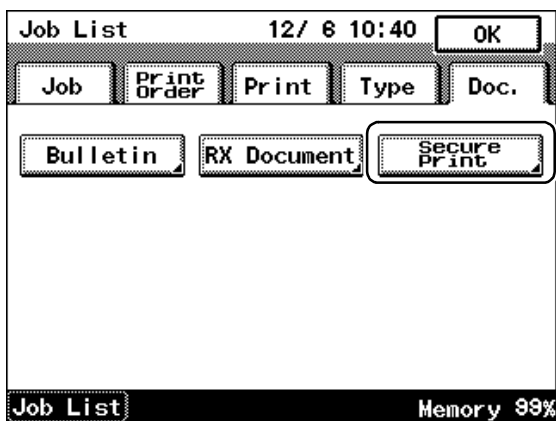 Job List 12/ 6 10:40 OK
Job Print Order Print Type Doc.
Bulletin RX Document Secure Print
Job List Memory 99%